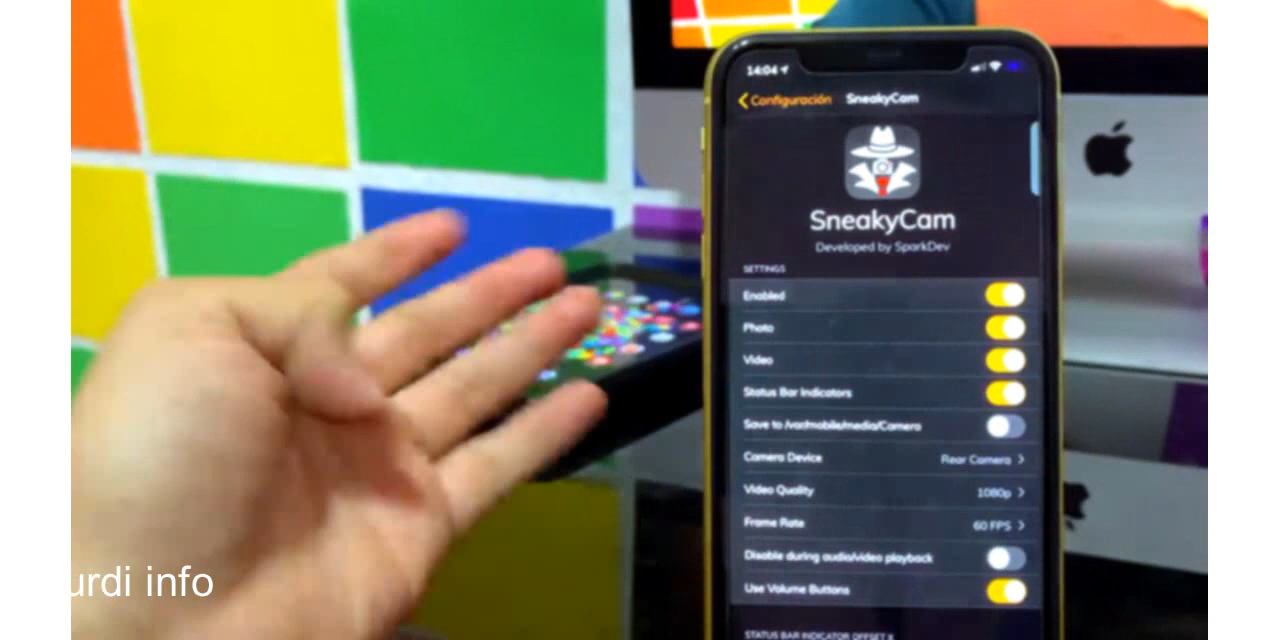 14:04
Configuración SneakyCam
SneakyCam
Developed by SparkDev
SETTINGS
Enabled
Photo
Video
Status Bar Indicators
Save to /var/mobile/media/Camera
Camera Device Rear Camera
Video Quality 1080p
Frame Rate 60 FPS
Disable during audio/video playback
Use Volume Buttons
STATUS BAR INDICATOR OFFSET X
urdi info